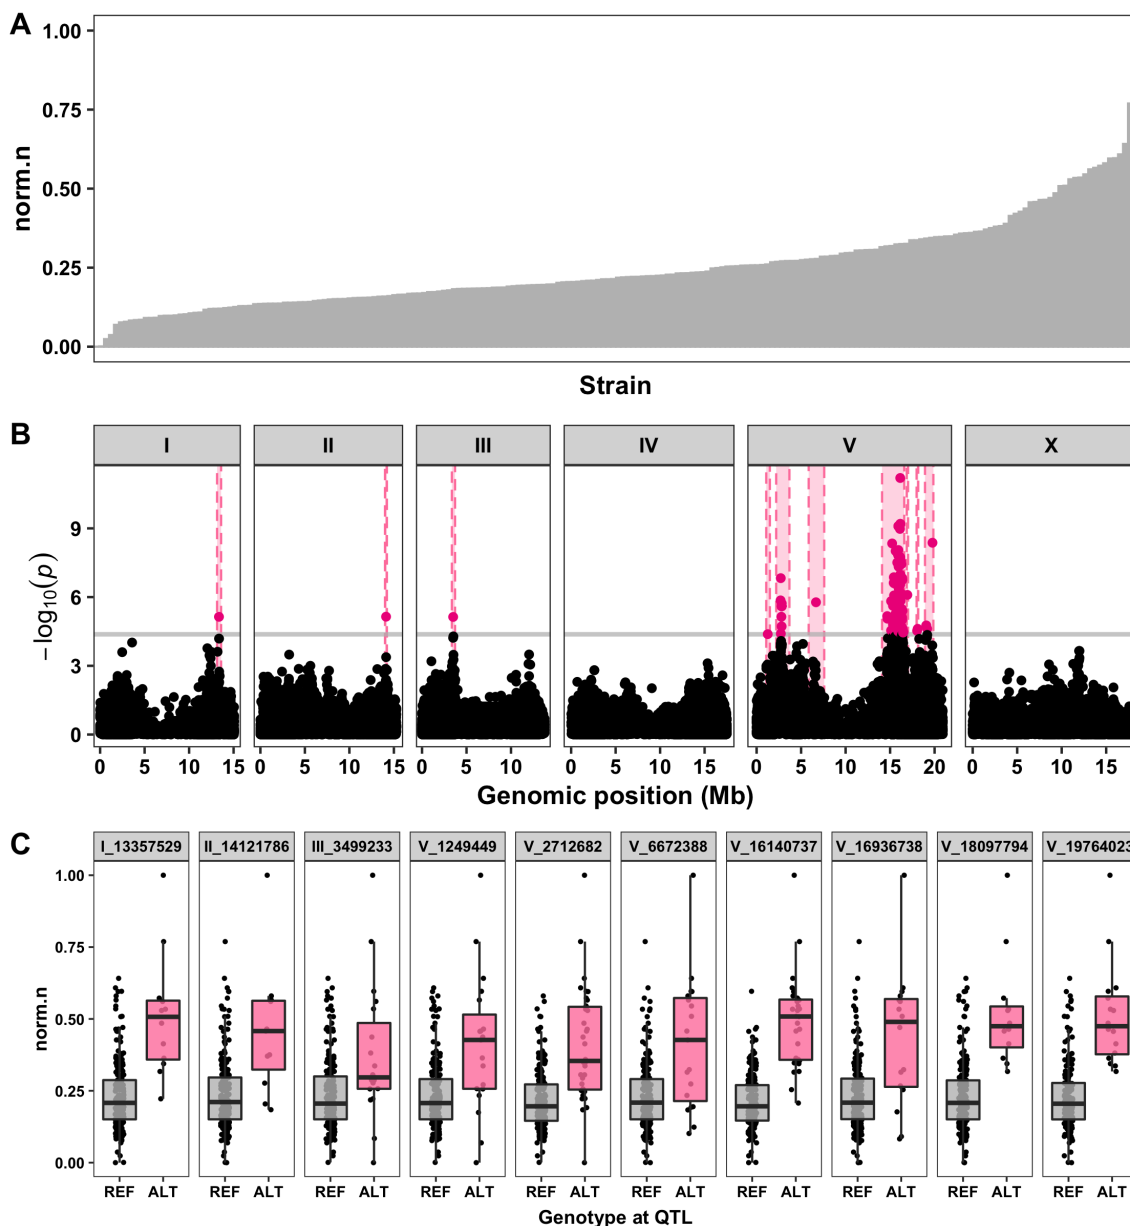 A
1.00
0.75
0.50
0.25
0.00
norm.n
Strain
B
I II III IV V X
9
6
3
0
−log10(p)
0 5 10 15 0 5 10 15 0 5 10 0 5 10 15 0 5 10 15 20 0 5 10 15
Genomic position (Mb)
C
I_13357529 II_14121786 III_3499233 V_1249449 V_2712682 V_6672388 V_16140737 V_16936738 V_18097794 V_19764023
1.00
0.75
0.50
0.25
0.00
norm.n
REF ALT REF ALT REF ALT REF ALT REF ALT REF ALT REF ALT REF ALT REF ALT REF ALT
Genotype at QTL